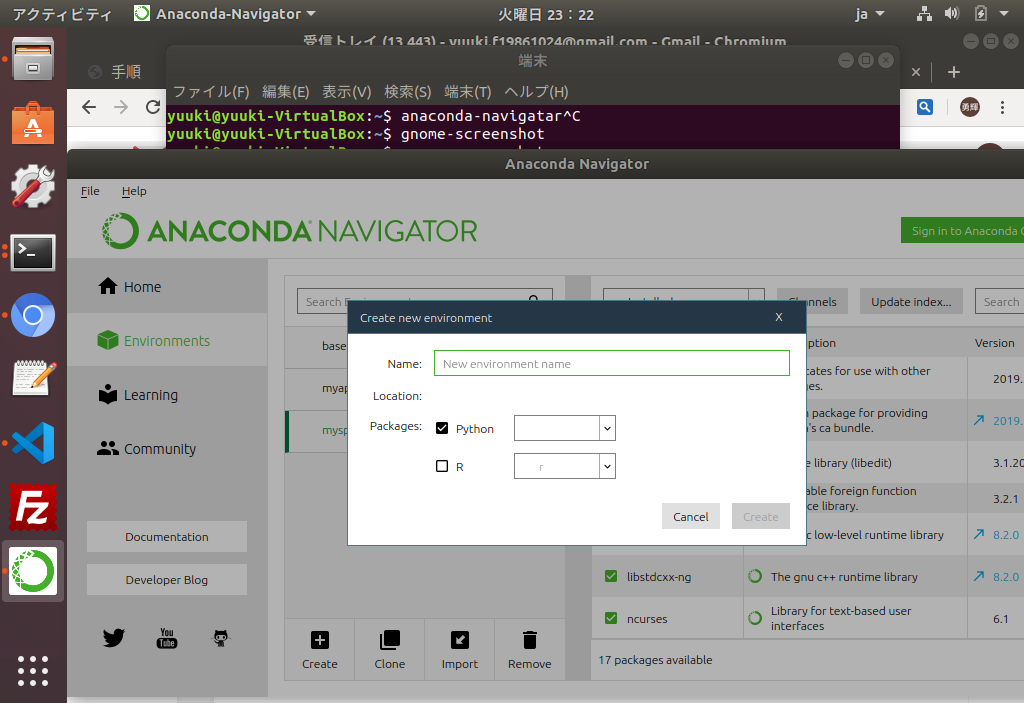 アクティビティ
Anaconda-Navigator
火曜日 23：22
ja
受信トレイ (13,443) - yuuki.f19861024@gmail.com - Gmail - Chromium
手順
端末
ファイル(F) 編集(E) 表示(V) 検索(S) 端末(T) ヘルプ(H)
勇輝
yuuki@yuuki-VirtualBox:~$ anaconda-navigatar^C
yuuki@yuuki-VirtualBox:~$ gnome-screenshot
Anaconda Navigator
File Help
ANACONDA NAVIGATOR
Sign in to Anaconda
Home
Environments
Learning
Community
Documentation
Developer Blog
You Tube
Search
Update index...
Search
base
Create new environment X
Name: New environment name
Location:
Packages: Python
R r
Cancel Create
Version
cates for use with other
2019.
package for providing
's ca bundle.
2019.
library (libedit)
3.1.20
able foreign function
ce library.
3.2.1
low-level runtime library
8.2.0
libstdcxx-ng The gnu c++ runtime library 8.2.0
ncurses Library for text-based user interfaces 6.1
Create Clone Import Remove
17 packages available